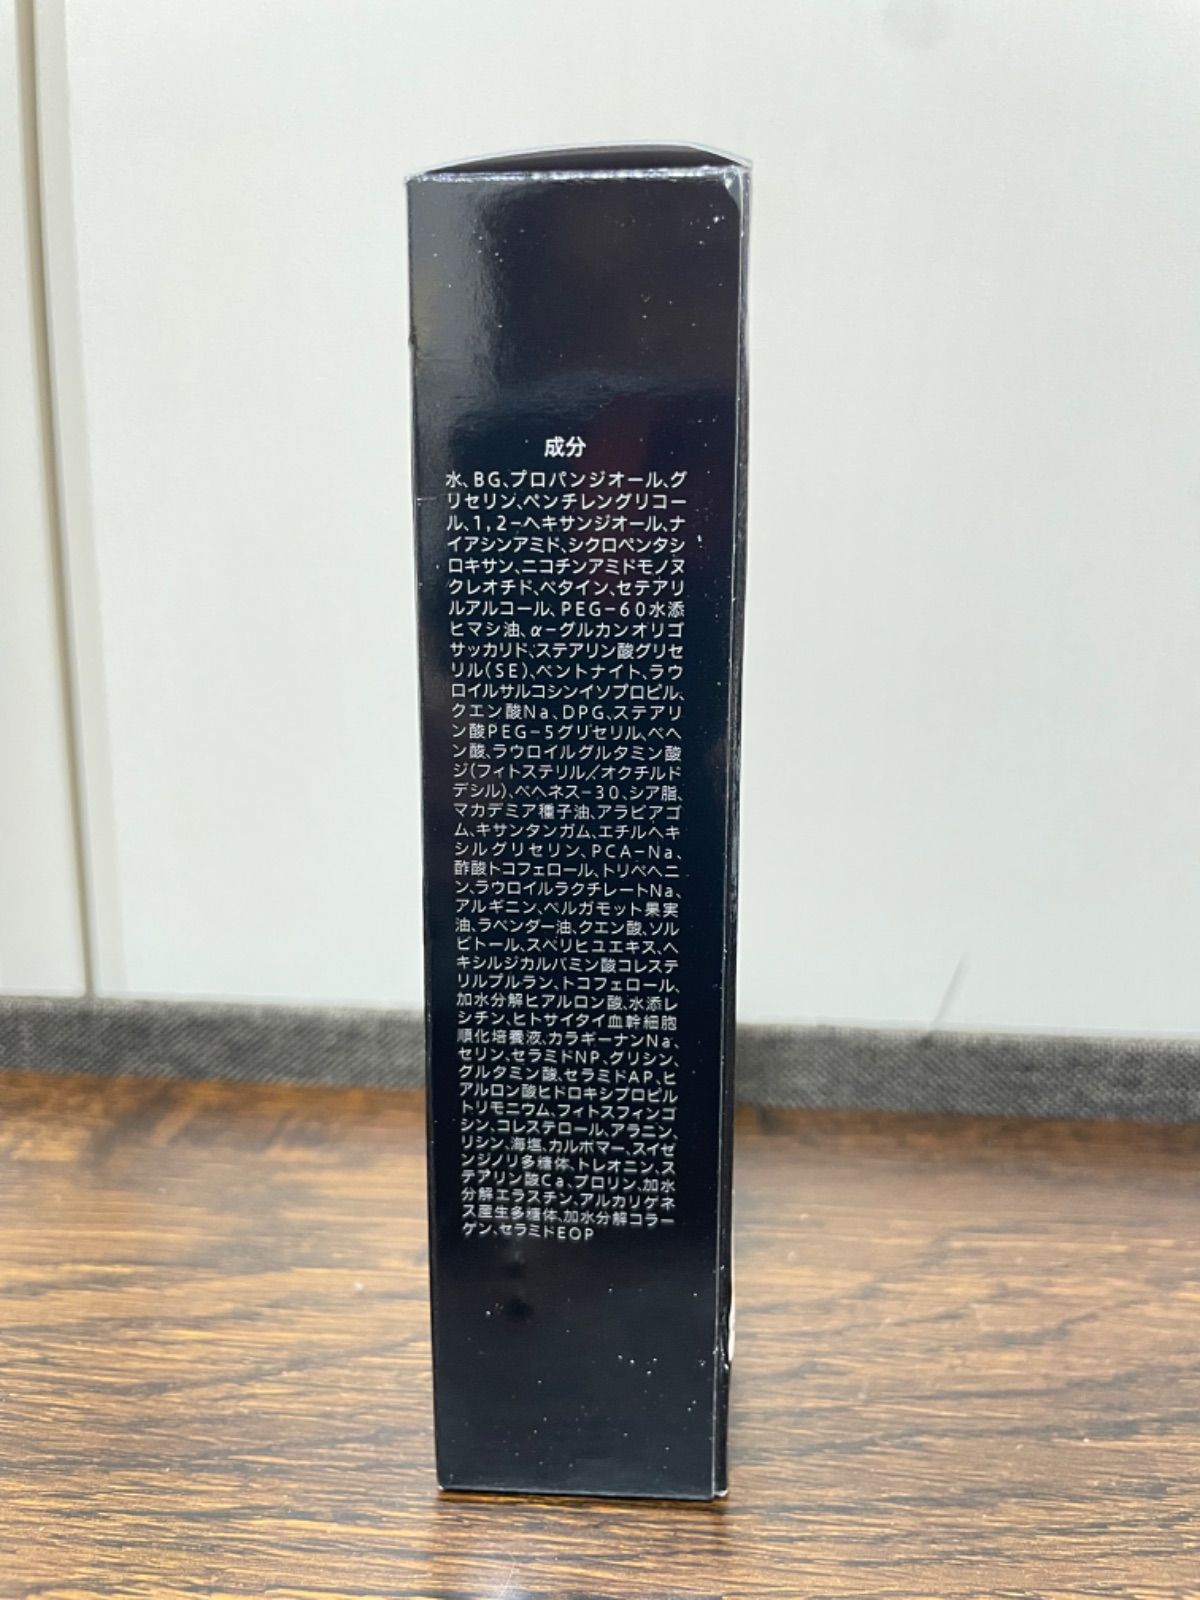 成分
水、BG、プロパンジオール、グ
リセリン、ペンチレングリコー
ル、1,2-ヘキサンジオール、ナ
イアシンアミド、シクロペンタシ
ロキサン、ニコチンアミドモノヌ
クレオチド、ベタイン、セテアリ
ルアルコール、PEG-60水添
ヒマシ油、α-グルカンオリゴ
サッカリド、ステアリン酸グリセ
リル(SE)、ベントナイト、ラウ
ロイルサルコシンイソプロピル、
クエン酸Na、DPG、ステアリ
ン酸PEG-5グリセリル、ベヘ
ン酸、ラウロイルグルタミン酸
ジ(フィトステリル/オクチルド
デシル)、ベヘネス-30、シア脂、
マカデミア種子油、アラビアゴ
ム、キサンタンガム、エチルヘキ
シルグリセリン、PCA-Na、
酢酸トコフェロール、トリベヘニ
ン、ラウロイルラクチレートNa、
アルギニン、ベルガモット果実
油、ラベンダー油、クエン酸、ソル
ビトール、スベリヒユエキス、ヘ
キシルジカルバミン酸コレステ
リルプルラン、トコフェロール、
加水分解ヒアルロン酸、水添レ
シチン、ヒトサイタイ血幹細胞
順化培養液、カラギーナンNa、
セリン、セラミドNP、グリシン、
グルタミン酸、セラミドAP、ヒ
アルロン酸ヒドロキシプロピル
トリモニウム、フィトスフィンゴ
シン、コレステロール、アラニン、
リシン、海塩、カルボマー、スイゼ
ンジノリ多糖体、トレオニン、ス
テアリン酸Ca、プロリン、加水
分解エラスチン、アルカリゲネ
ス産生多糖体、加水分解コラー
ゲン、セラミドEOP